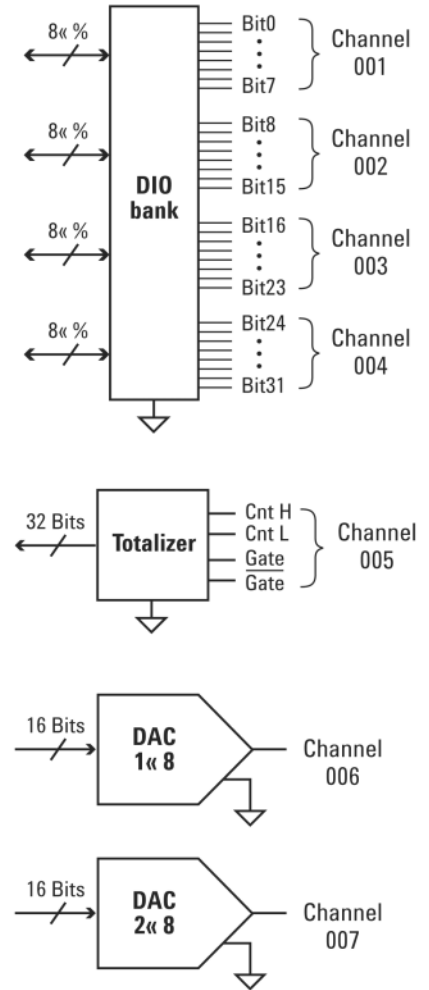 8« %
Bit0
Bit7
Channel
001
8« %
Bit8
Bit15
Channel
002
DIO
bank
8« %
Bit16
Bit23
Channel
003
8« %
Bit24
Bit31
Channel
004
32 Bits
Totalizer
Cnt H
Cnt L
Gate
Gate
Channel
005
16 Bits
DAC
1« 8
Channel
006
16 Bits
DAC
2« 8
Channel
007